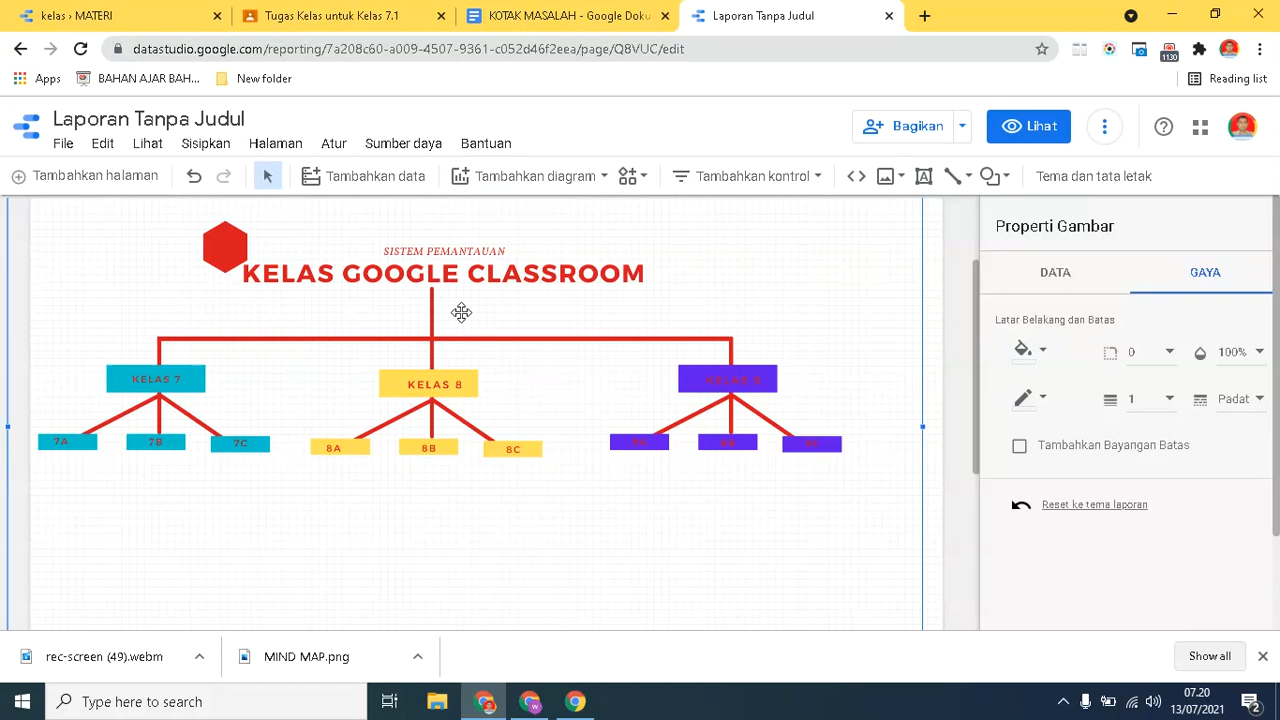 kelas › MATERI
Tugas Kelas untuk Kelas 7.1
KOTAK MASALAH - Google Doku
Laporan Tanpa Judul
datastudio.google.com/reporting/7a208c60-a009-4507-9361-c052d46f2eea/page/Q8VUC/edit
1130
Apps
BAHAN AJAR BAH...
New folder
Reading list
Laporan Tanpa Judul
File Edit Lihat Sisipkan Halaman Atur Sumber daya Bantuan
Bagikan
Lihat
Tambahkan halaman
Tambahkan data
Tambahkan diagram
Tambahkan kontrol
Tema dan tata letak
SISTEM PEMANTAUAN
KELAS GOOGLE CLASSROOM
KELAS 7
KELAS 8
KELAS 9
7A 7B 7C
8A 8B 8C
Properti Gambar
DATA
GAYA
Latar Belakang dan Batas
0
100%
1
Padat
Tambahkan Bayangan Batas
Reset ke tema laporan
rec-screen (49).webm
MIND MAP.png
Show all
Type here to search
07.20
13/07/2021
2